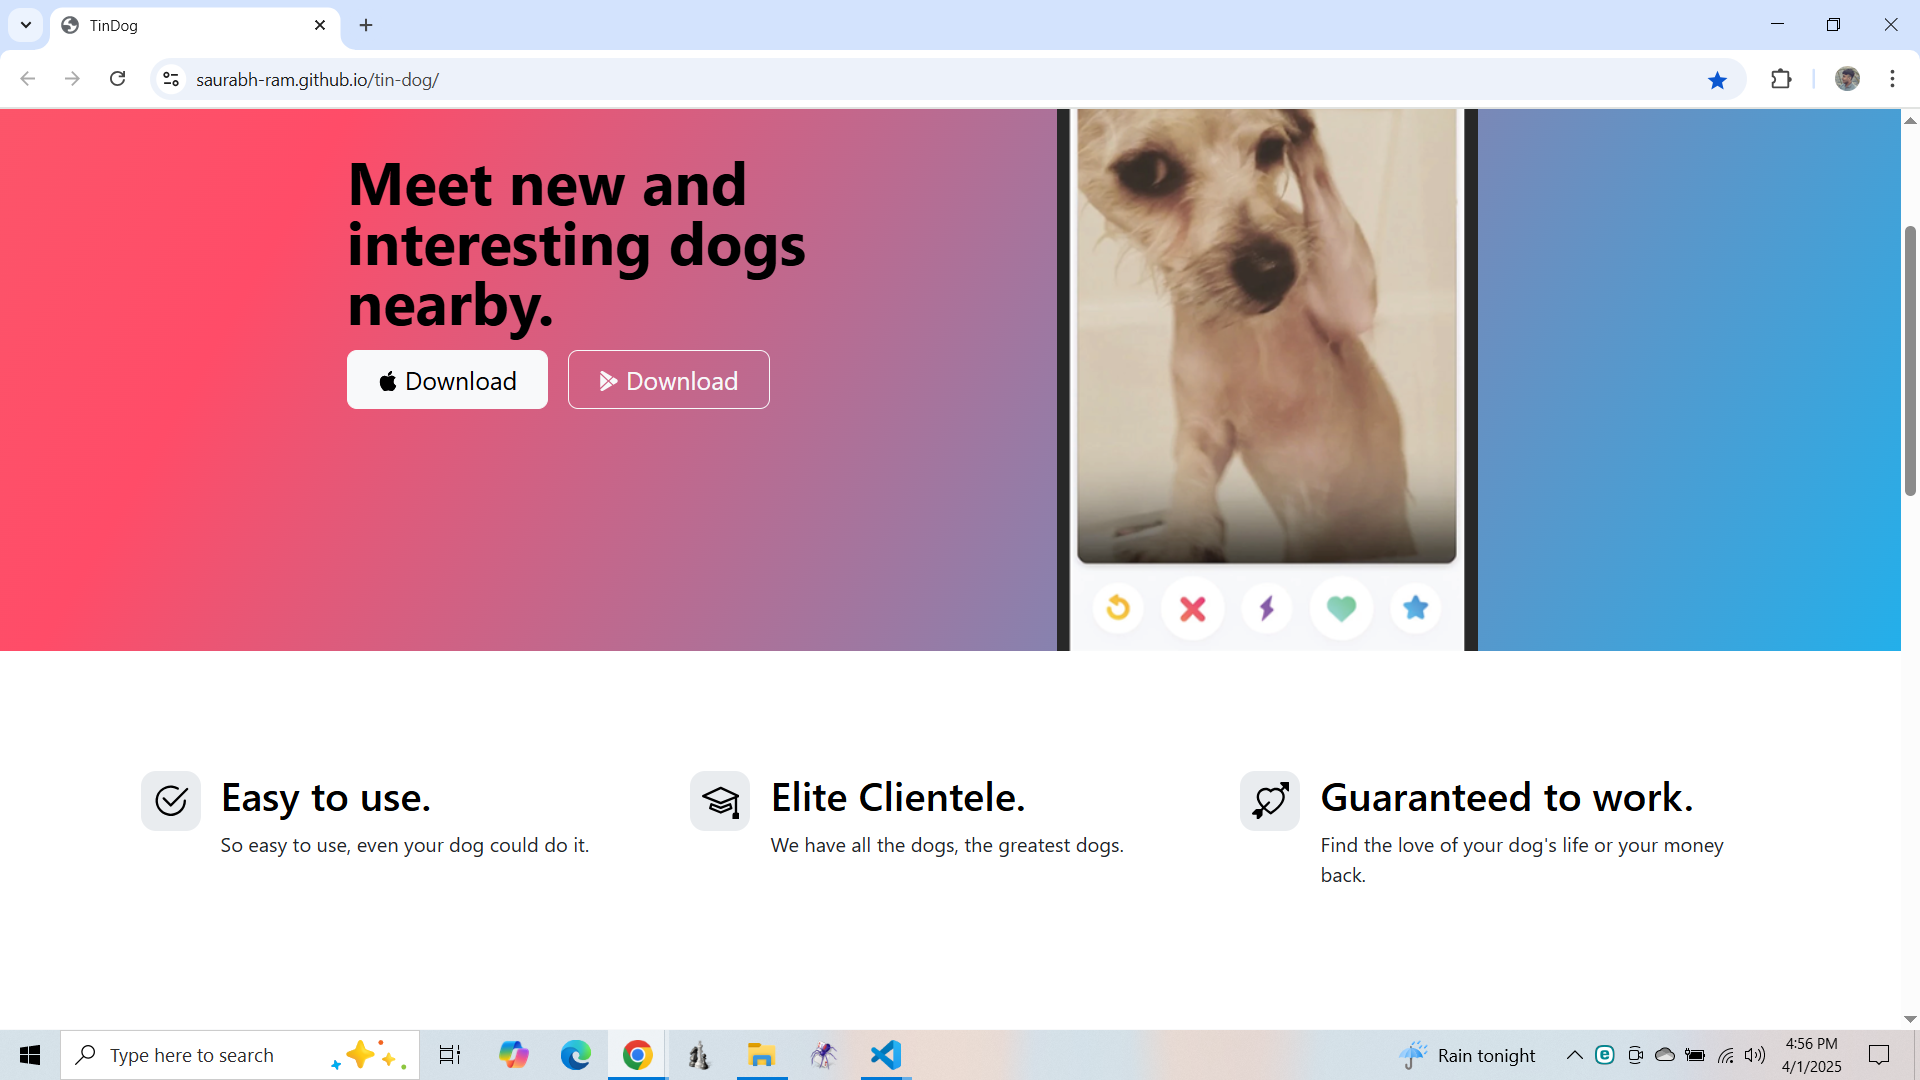 TinDog
saurabh-ram.github.io/tin-dog/
Meet new and
interesting dogs
nearby.
Download
Download
Easy to use.
So easy to use, even your dog could do it.
Elite Clientele.
We have all the dogs, the greatest dogs.
Guaranteed to work.
Find the love of your dog's life or your money
back.
Type here to search
Rain tonight
4:56 PM
4/1/2025